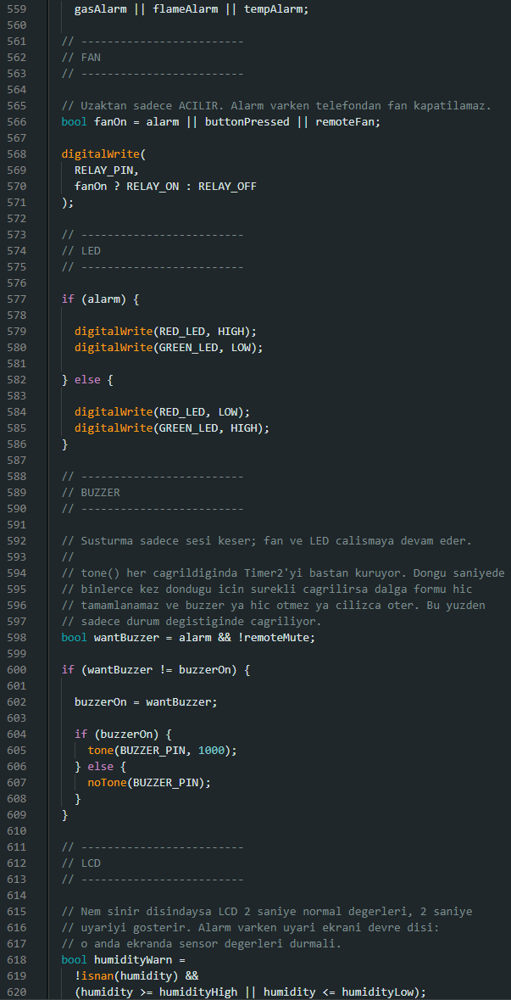 559 gasAlarm || flameAlarm || tempAlarm;
560
561 // -------------------------
562 // FAN
563 // -------------------------
564
565 // Uzaktan sadece ACILIR. Alarm varken telefondan fan kapatilamaz.
566 bool fanOn = alarm || buttonPressed || remoteFan;
567
568 digitalWrite(
569 RELAY_PIN,
570 fanOn ? RELAY_ON : RELAY_OFF
571 );
572
573 // -------------------------
574 // LED
575 // -------------------------
576
577 if (alarm) {
578
579 digitalWrite(RED_LED, HIGH);
580 digitalWrite(GREEN_LED, LOW);
581
582 } else {
583
584 digitalWrite(RED_LED, LOW);
585 digitalWrite(GREEN_LED, HIGH);
586 }
587
588 // -------------------------
589 // BUZZER
590 // -------------------------
591
592 // Susturma sadece sesi keser; fan ve LED calismaya devam eder.
593 //
594 // tone() her cagrildiginda Timer2'yi bastan kuruyor. Dongu saniyede
595 // binlerce kez dondugu icin surekli cagrilirsa dalga formu hic
596 // tamamlanamaz ve buzzer ya hic otmez ya cilizca oter. Bu yuzden
597 // sadece durum degistiginde cagriliyor.
598 bool wantBuzzer = alarm && !remoteMute;
599
600 if (wantBuzzer != buzzerOn) {
601
602 buzzerOn = wantBuzzer;
603
604 if (buzzerOn) {
605 tone(BUZZER_PIN, 1000);
606 } else {
607 noTone(BUZZER_PIN);
608 }
609 }
610
611 // -------------------------
612 // LCD
613 // -------------------------
614
615 // Nem sinir disindaysa LCD 2 saniye normal degerleri, 2 saniye
616 // uyariyi gosterir. Alarm varken uyari ekrani devre disi:
617 // o anda ekranda sensor degerleri durmali.
618 bool humidityWarn =
619 !isnan(humidity) &&
620 (humidity >= humidityHigh || humidity <= humidityLow);